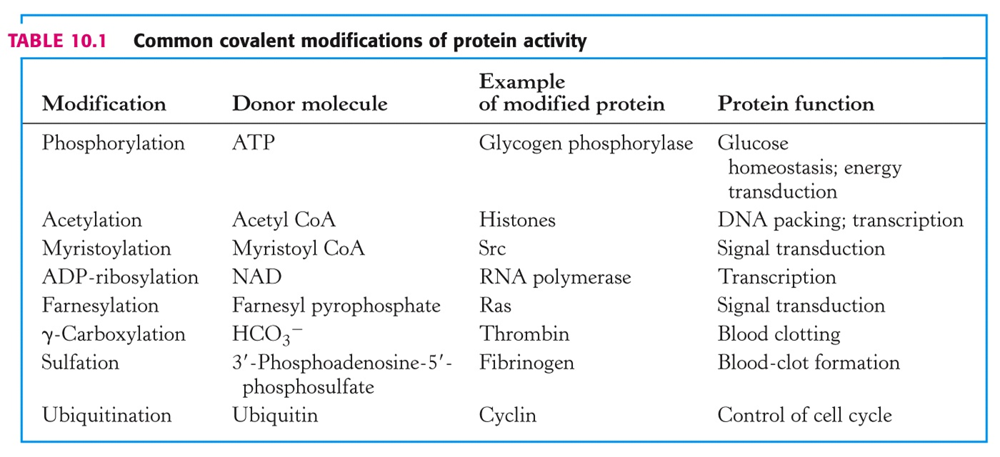 TABLE 10.1 Common covalent modifications of protein activity
Example
Modification Donor molecule of modified protein Protein function
Phosphorylation ATP Glycogen phosphorylase Glucose
homeostasis; energy
transduction
Acetylation Acetyl CoA Histones DNA packing; transcription
Myristoylation Myristoyl CoA Src Signal transduction
ADP-ribosylation NAD RNA polymerase Transcription
Farnesylation Farnesyl pyrophosphate Ras Signal transduction
γ-Carboxylation HCO₃⁻ Thrombin Blood clotting
Sulfation 3′-Phosphoadenosine-5′- Fibrinogen Blood-clot formation
phosphosulfate
Ubiquitination Ubiquitin Cyclin Control of cell cycle